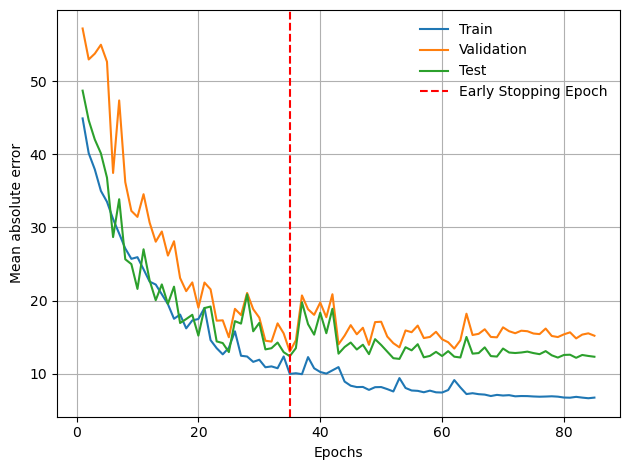 Train
Validation
Test
Early Stopping Epoch
50
40
30
20
10
Mean absolute error
0
20
40
60
80
Epochs